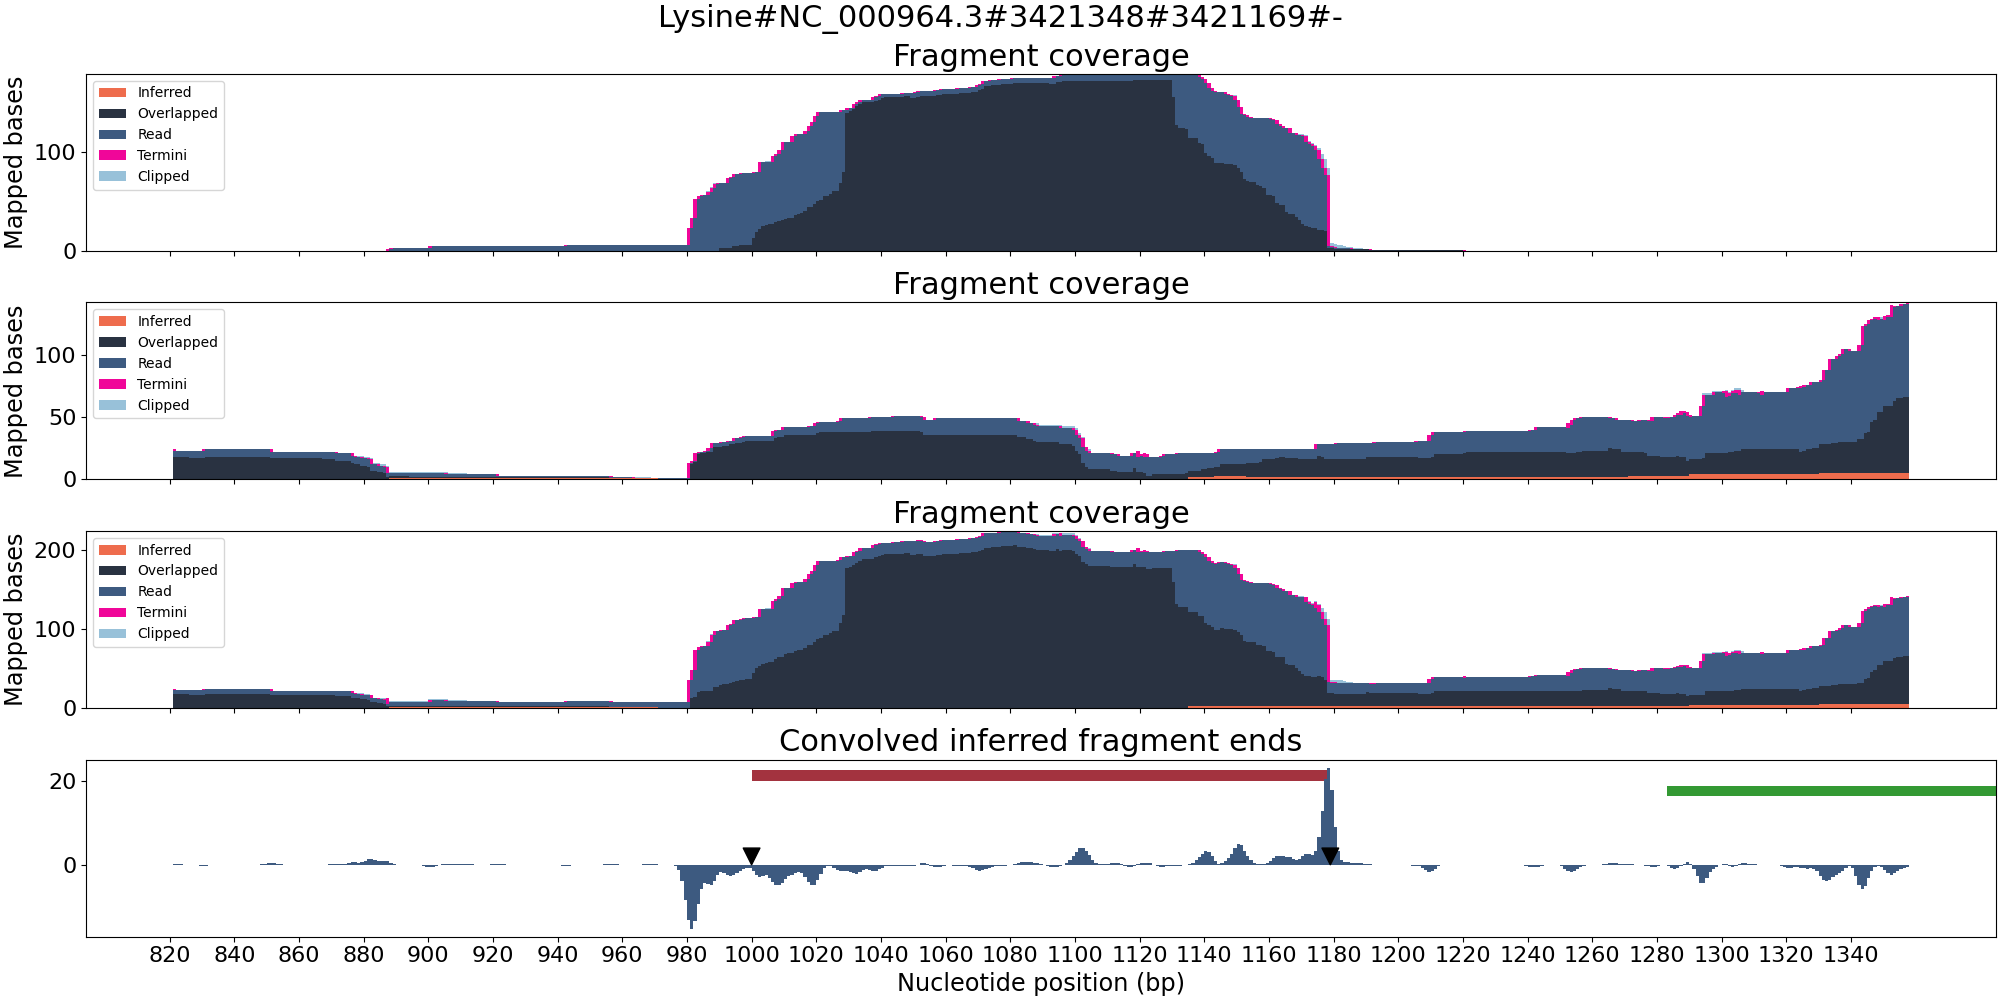 Lysine#NC_000964.3#3421348#3421169#-
Fragment coverage
Mapped bases
100
0
Inferred
Overlapped
Read
Termini
Clipped
Fragment coverage
Mapped bases
100
50
0
Inferred
Overlapped
Read
Termini
Clipped
Fragment coverage
Mapped bases
200
100
0
Inferred
Overlapped
Read
Termini
Clipped
Convolved inferred fragment ends
20
0
820 840 860 880 900 920 940 960 980 1000 1020 1040 1060 1080 1100 1120 1140 1160 1180 1200 1220 1240 1260 1280 1300 1320 1340
Nucleotide position (bp)